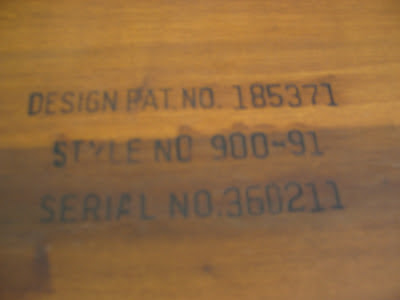 DESIGN PAT. NO. 185371
STYLE NO 900-91
SERIAL NO.360211